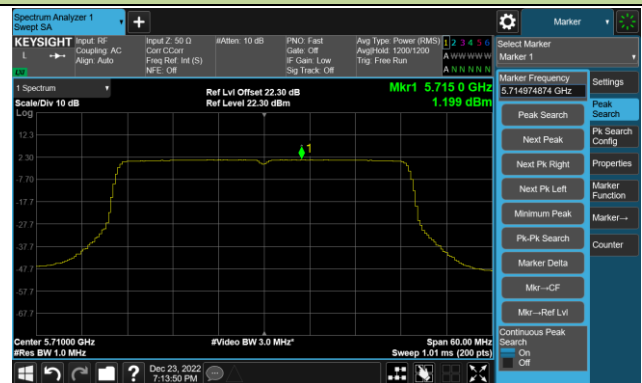 Spectrum Analyzer 1
Swept SA
Marker
KEYSIGHT
Input: RF
Coupling: AC
Align: Auto
Input Z: 50 Ω
Corr CCorr
Freq Ref: Int (S)
NFE: Off
#Atten: 10 dB
PNO: Fast
Gate: Off
IF Gain: Low
Sig Track: Off
Avg Type: Power (RMS)
Avg|Hold: 1200/1200
Trig: Free Run
1 2 3 4 5 6
A W W W W W
A N N N N N
L
Select Marker
Marker 1
1 Spectrum
Scale/Div 10 dB
Log
Ref Lvl Offset 22.30 dB
Ref Level 22.30 dBm
Mkr1 5.715 0 GHz
1.199 dBm
12.3
2.30
-7.70
-17.7
-27.7
-37.7
-47.7
-57.7
-67.7
1
Center 5.71000 GHz
#Res BW 1.0 MHz
#Video BW 3.0 MHz*
Span 60.00 MHz
Sweep 1.01 ms (200 pts)
Marker Frequency
5.714974874 GHz
Peak Search
Next Peak
Next Pk Right
Next Pk Left
Minimum Peak
Pk-Pk Search
Marker Delta
Mkr→CF
Mkr→Ref Lvl
Continuous Peak
Search
On
Off
Settings
Peak
Search
Pk Search
Config
Properties
Marker
Function
Marker→
Counter
Dec 23, 2022
7:13:50 PM